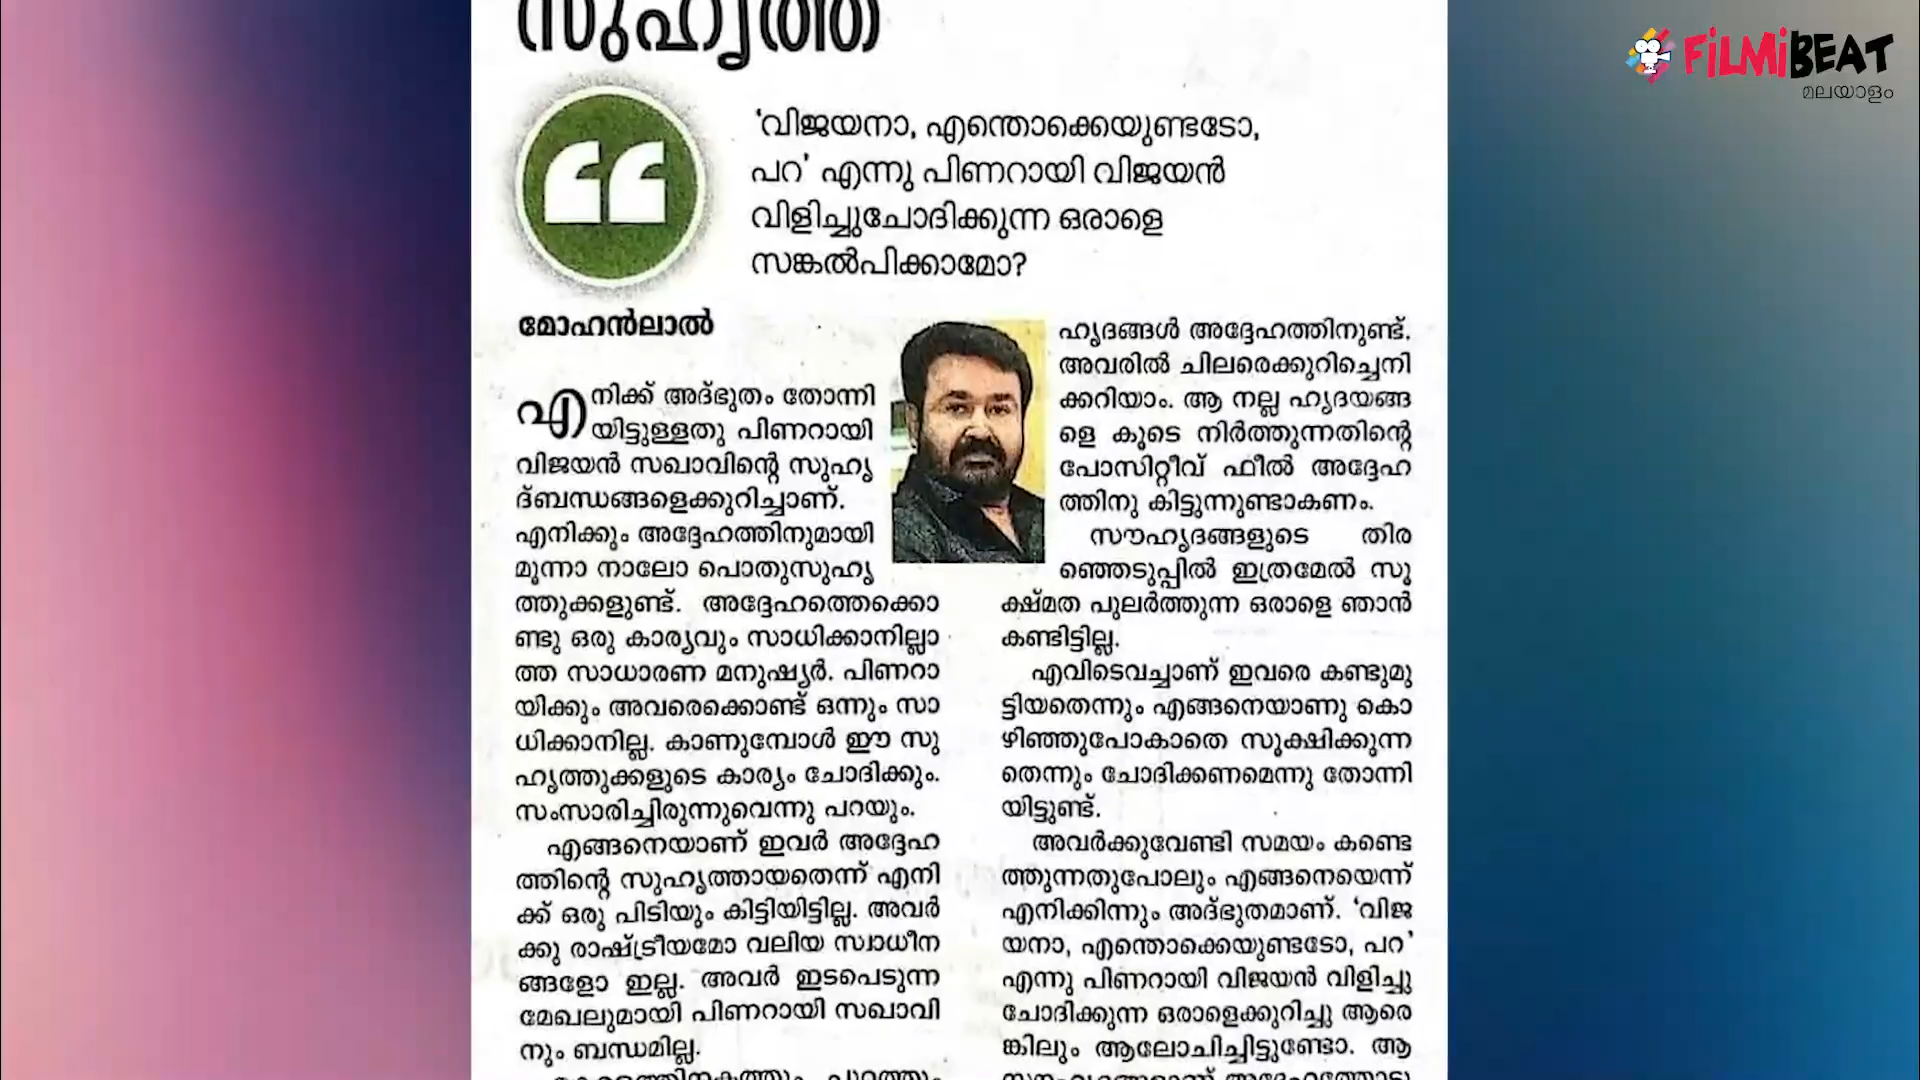 സുഹൃത്ത
FiLMiBEAT
മലയാളം
‘വിജയനാ, എന്തൊക്കെയുണ്ടടോ,
പറ’ എന്നു പിണറായി വിജയൻ
വിളിച്ചുചോദിക്കുന്ന ഒരാളെ
സങ്കൽപിക്കാമോ?
മോഹൻലാൽ
എനിക്ക് അദ്ഭുതം തോന്നി
യിട്ടുള്ളതു പിണറായി
വിജയൻ സഖാവിന്റെ സുഹൃ
ദ്ബന്ധങ്ങളെക്കുറിച്ചാണ്.
എനിക്കും അദ്ദേഹത്തിനുമായി
മൂന്നാ നാലോ പൊതുസുഹൃ
ത്തുക്കളുണ്ട്. അദ്ദേഹത്തെക്കൊ
ണ്ടു ഒരു കാര്യവും സാധിക്കാനില്ലാ
ത്ത സാധാരണ മനുഷ്യർ. പിണറാ
യിക്കും അവരെക്കൊണ്ട് ഒന്നും സാ
ധിക്കാനില്ല. കാണുമ്പോൾ ഈ സു
ഹൃത്തുക്കളുടെ കാര്യം ചോദിക്കും.
സംസാരിച്ചിരുന്നുവെന്നു പറയും.
എങ്ങനെയാണ് ഇവർ അദ്ദേഹ
ത്തിന്റെ സുഹൃത്തായതെന്ന് എനി
ക്ക് ഒരു പിടിയും കിട്ടിയിട്ടില്ല. അവർ
ക്കു രാഷ്ട്രീയമോ വലിയ സ്വാധീന
ങ്ങളോ ഇല്ല. അവർ ഇടപെടുന്ന
മേഖലുമായി പിണറായി സഖാവി
നും ബന്ധമില്ല.
ഹൃദങ്ങൾ അദ്ദേഹത്തിനുണ്ട്.
അവരിൽ ചിലരെക്കുറിച്ചെനി
ക്കറിയാം. ആ നല്ല ഹൃദയങ്ങ
ളെ കൂടെ നിർത്തുന്നതിന്റെ
പോസിറ്റീവ് ഫീൽ അദ്ദേഹ
ത്തിനു കിട്ടുന്നുണ്ടാകണം.
സൗഹൃദങ്ങളുടെ തിര
ഞ്ഞെടുപ്പിൽ ഇത്രമേൽ സൂ
ക്ഷ്മത പുലർത്തുന്ന ഒരാളെ ഞാൻ
കണ്ടിട്ടില്ല.
എവിടെവച്ചാണ് ഇവരെ കണ്ടുമു
ട്ടിയതെന്നും എങ്ങനെയാണു കൊ
ഴിഞ്ഞുപോകാതെ സൂക്ഷിക്കുന്ന
തെന്നും ചോദിക്കണമെന്നു തോന്നി
യിട്ടുണ്ട്.
അവർക്കുവേണ്ടി സമയം കണ്ടെ
ത്തുന്നതുപോലും എങ്ങനെയെന്ന്
എനിക്കിന്നും അദ്ഭുതമാണ്. ‘വിജ
യനാ, എന്തൊക്കെയുണ്ടടോ, പറ’
എന്നു പിണറായി വിജയൻ വിളിച്ചു
ചോദിക്കുന്ന ഒരാളെക്കുറിച്ചു ആരെ
ങ്കിലും ആലോചിച്ചിട്ടുണ്ടോ. ആ